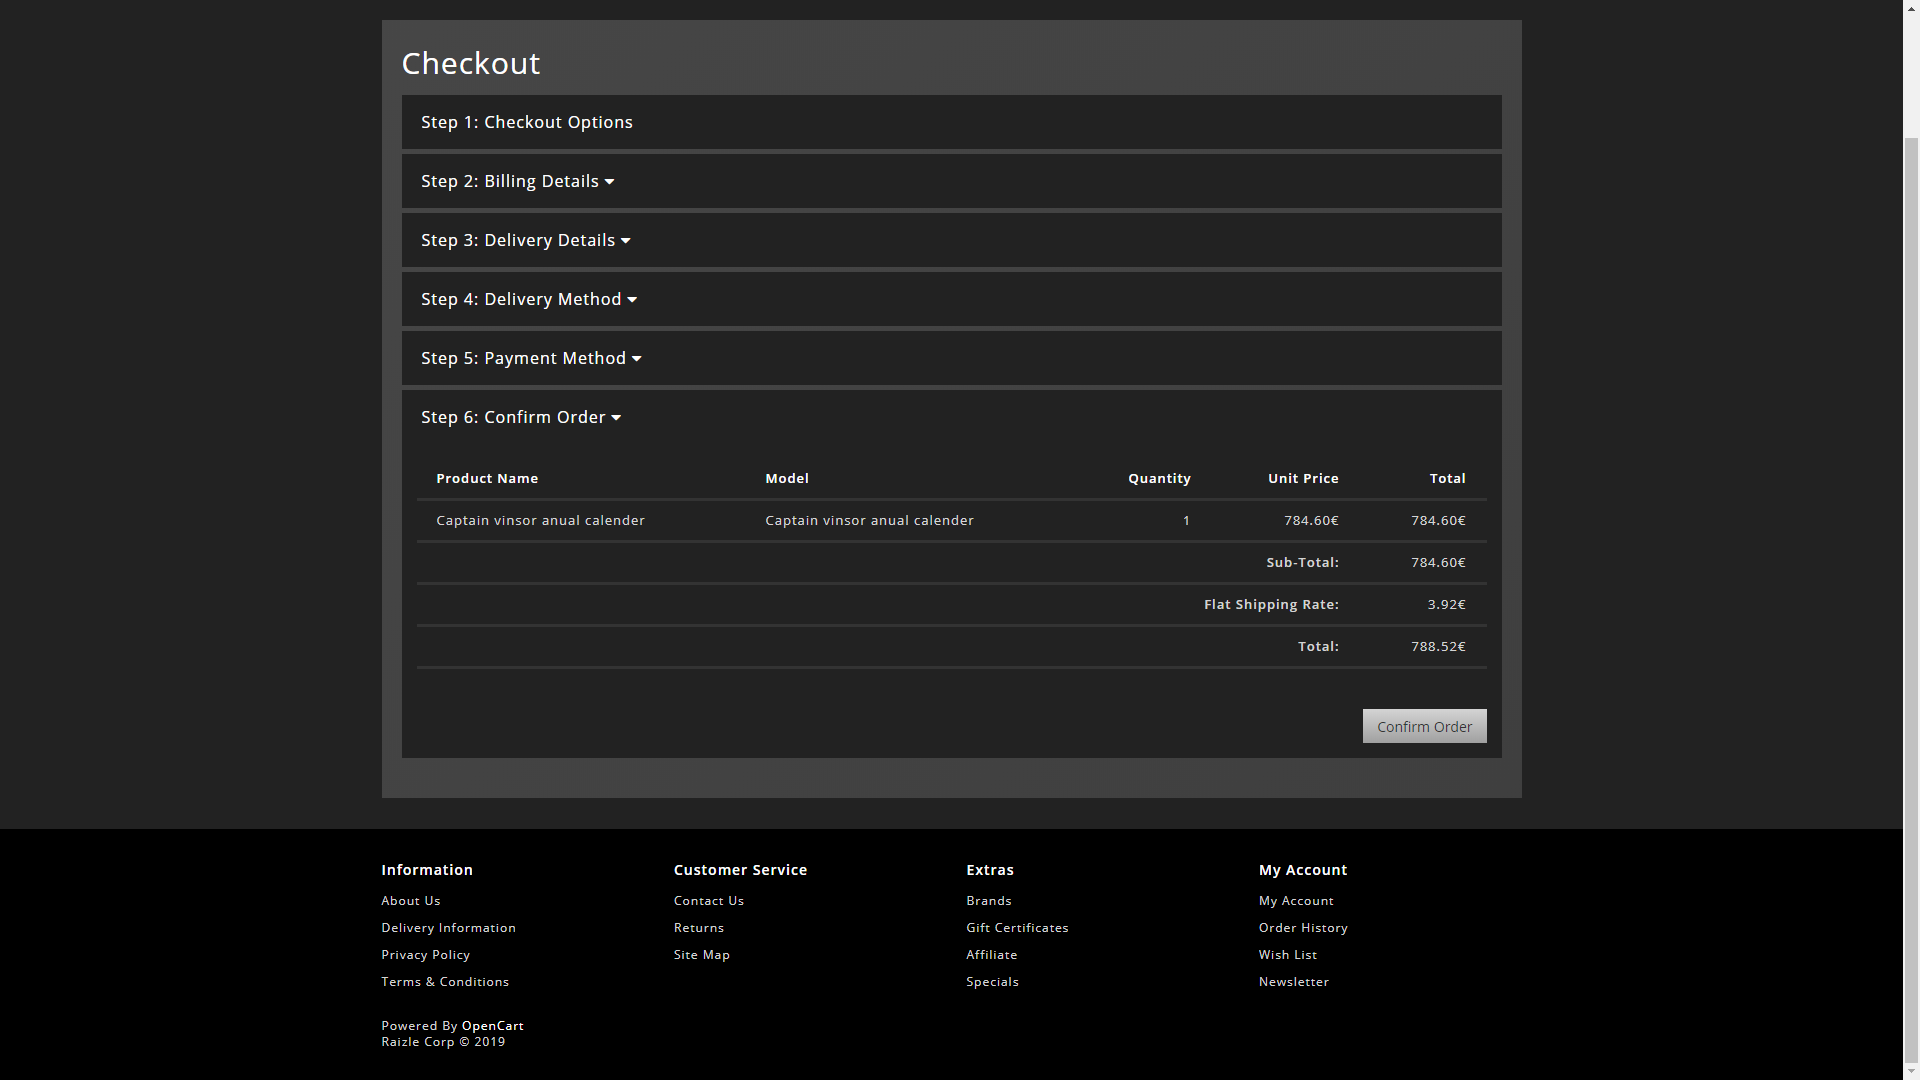 Checkout
Step 1: Checkout Options
Step 2: Billing Details
Step 3: Delivery Details
Step 4: Delivery Method
Step 5: Payment Method
Step 6: Confirm Order
Product Name Model Quantity Unit Price Total
Captain vinsor anual calender Captain vinsor anual calender 1 784.60€ 784.60€
Sub-Total: 784.60€
Flat Shipping Rate: 3.92€
Total: 788.52€
Confirm Order
Information Customer Service Extras My Account
About Us Contact Us Brands My Account
Delivery Information Returns Gift Certificates Order History
Privacy Policy Site Map Affiliate Wish List
Terms & Conditions Specials Newsletter
Powered By OpenCart
Raizle Corp © 2019